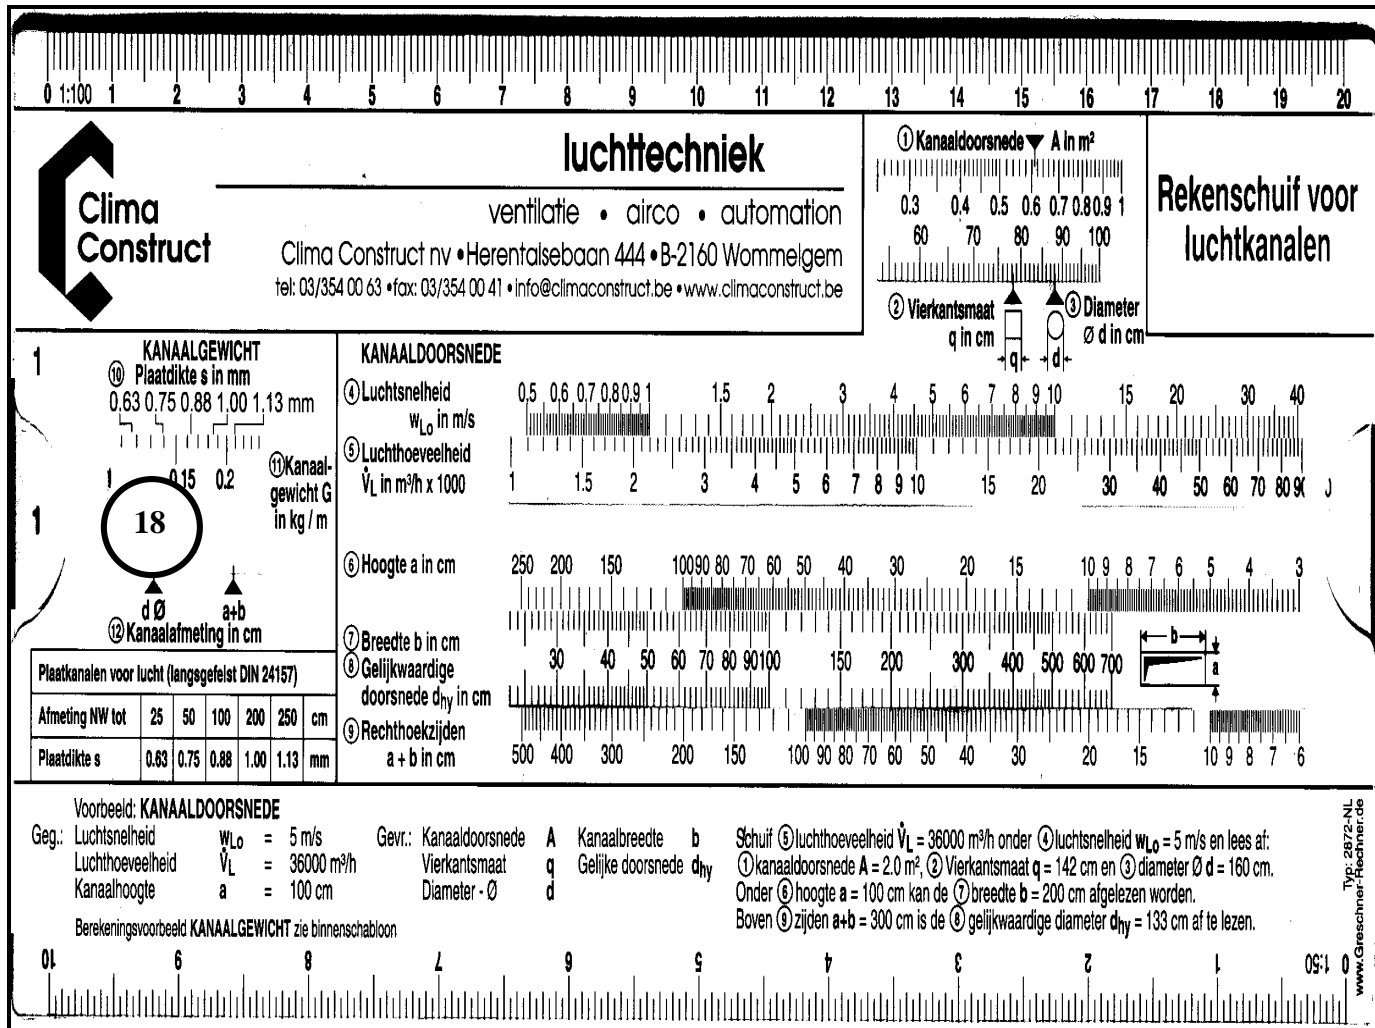 0 1:100 1 2 3 4 5 6 7 8 9 10 11 12 13 14 15 16 17 18 19 20
Clima
Construct
luchttechniek
ventilatie • airco • automation
Clima Construct nv • Herentalsebaan 444 • B-2160 Wommelgem
tel: 03/354 00 63 • fax: 03/354 00 41 • info@climaconstruct.be • www.climaconstruct.be
① Kanaaldoorsnede ▼ A in m²
0.3 0.4 0.5 0.6 0.7 0.8 0.9 1
60 70 80 90 100
② Vierkantsmaat
q in cm
③ Diameter
Ø d in cm
q d
Rekenschuif voor
luchtkanalen
1
KANAALGEWICHT
⑩ Plaatdikte s in mm
0.63 0.75 0.88 1.00 1.13 mm
1 0.15 0.2
⑪ Kanaal-
gewicht G
in kg / m
1
18
d Ø a+b
⑫ Kanaalafmeting in cm
Plaatkanalen voor lucht (langsgefelst DIN 24157)
Afmeting NW tot 25 50 100 200 250 cm
Plaatdikte s 0.63 0.75 0.88 1.00 1.13 mm
KANAALDOORSNEDE
④ Luchtsnelheid
wLo in m/s
0.5 0.6 0.7 0.8 0.9 1 1.5 2 3 4 5 6 7 8 9 10 15 20 30 40
⑤ Luchthoeveelheid
V̇L in m³/h x 1000
1 1.5 2 3 4 5 6 7 8 9 10 15 20 30 40 50 60 70 80 90
⑥ Hoogte a in cm
250 200 150 100 90 80 70 60 50 40 30 20 15 10 9 8 7 6 5 4 3
⑦ Breedte b in cm
⑧ Gelijkwaardige
doorsnede dhy in cm
30 40 50 60 70 80 90 100 150 200 300 400 500 600 700
b
a
⑨ Rechthoekzijden
a + b in cm
500 400 300 200 150 100 90 80 70 60 50 40 30 20 15 10 9 8 7 6
Voorbeeld: KANAALDOORSNEDE
Geg.: Luchtsnelheid wLo = 5 m/s
Luchthoeveelheid V̇L = 36000 m³/h
Kanaalhoogte a = 100 cm
Berekeningsvoorbeeld KANAALGEWICHT zie binnenschabloon
Gevr.: Kanaaldoorsnede A Kanaalbreedte b
Vierkantsmaat q Gelijke doorsnede dhy
Diameter - Ø d
Schuif ⑤ luchthoeveelheid V̇L = 36000 m³/h onder ④ luchtsnelheid wLo = 5 m/s en lees af:
① kanaaldoorsnede A = 2.0 m², ② Vierkantsmaat q = 142 cm en ③ diameter Ø d = 160 cm.
Onder ⑥ hoogte a = 100 cm kan de ⑦ breedte b = 200 cm afgelezen worden.
Boven ⑨ zijden a+b = 300 cm is de ⑧ gelijkwaardige diameter dhy = 133 cm af te lezen.
Typ: 2872-NL
www.Greschner-Rechner.de
10 9 8 7 6 5 4 3 2 1 1:50 0